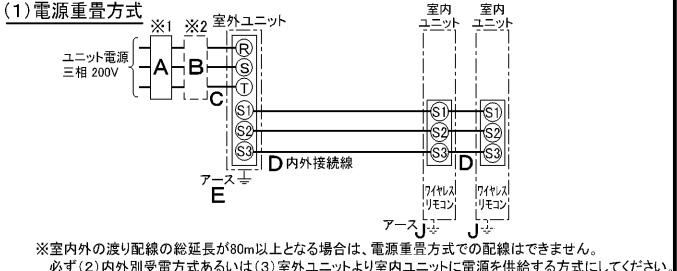 (1)電源重畳方式
※1 ※2 室外ユニット 室内ユニット 室内ユニット
ユニット電源
三相 200V
A B C
R
S
T
S1 S1 S1
S2 S2 S2
S3 S3 S3
D 内外接続線 D
アース
E
ワイヤレスリモコン ワイヤレスリモコン
アース J J
※室内外の渡り配線の総延長が80m以上となる場合は、電源重畳方式での配線はできません。
必ず(2)内外別受電方式あるいは(3)室外ユニットより室内ユニットに電源を供給する方式にしてください。